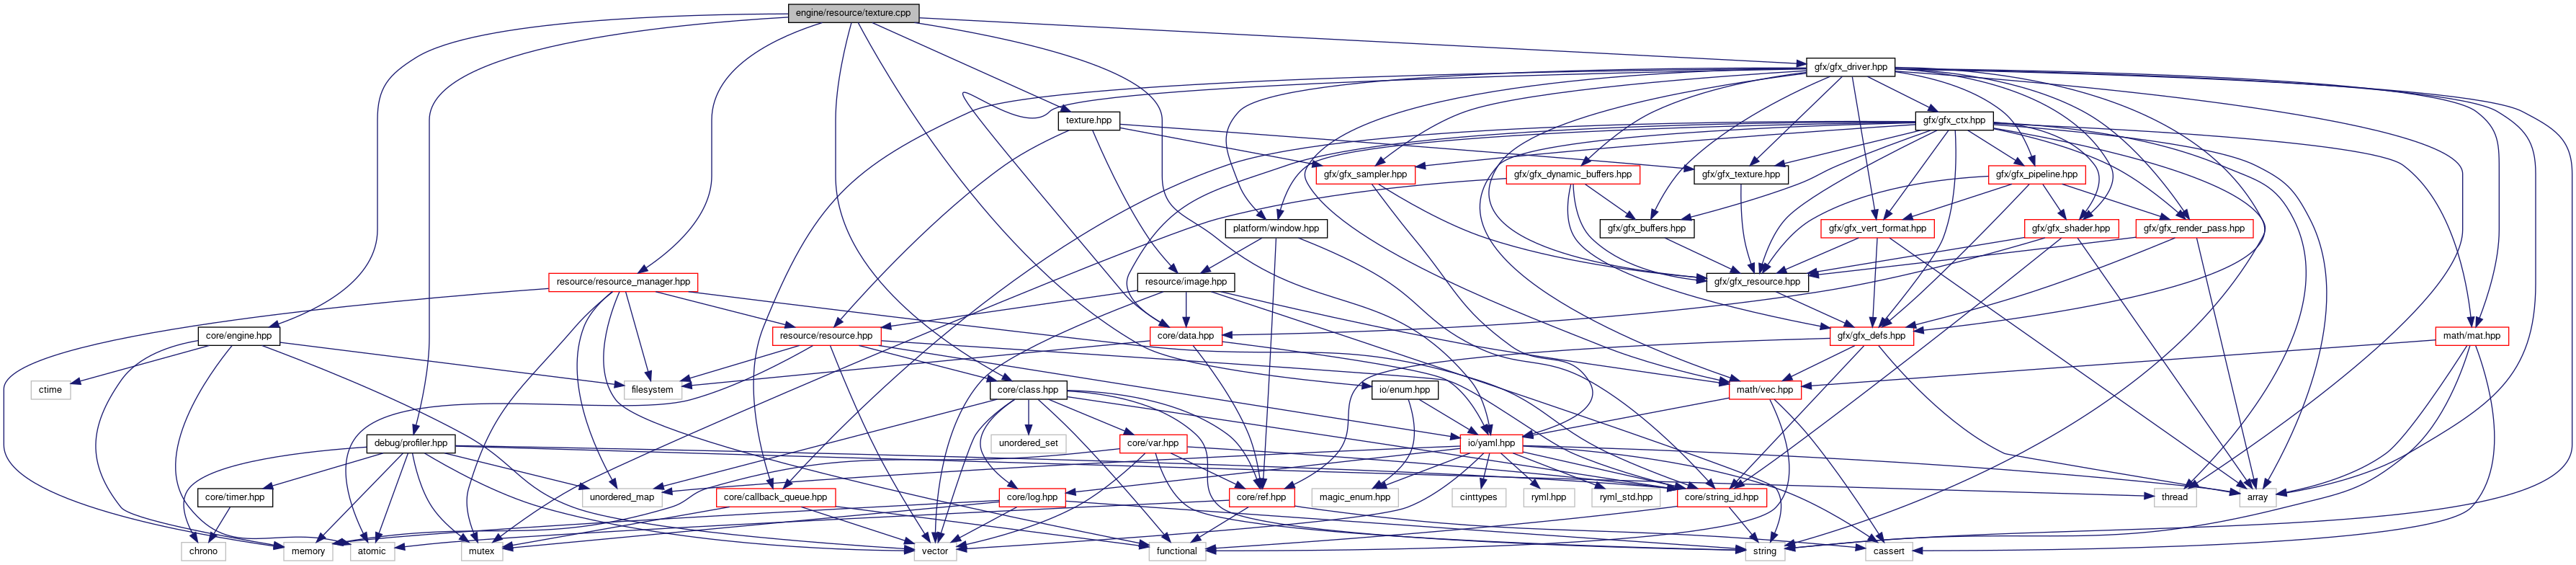 engine/resource/texture.cpp
gfx/gfx_driver.hpp
texture.hpp
gfx/gfx_ctx.hpp
gfx/gfx_sampler.hpp
gfx/gfx_dynamic_buffers.hpp
gfx/gfx_texture.hpp
gfx/gfx_pipeline.hpp
platform/window.hpp
gfx/gfx_buffers.hpp
gfx/gfx_vert_format.hpp
gfx/gfx_shader.hpp
gfx/gfx_render_pass.hpp
resource/resource_manager.hpp
resource/image.hpp
gfx/gfx_resource.hpp
core/engine.hpp
resource/resource.hpp
core/data.hpp
gfx/gfx_defs.hpp
math/mat.hpp
ctime
filesystem
core/class.hpp
io/enum.hpp
math/vec.hpp
debug/profiler.hpp
unordered_set
core/var.hpp
io/yaml.hpp
core/timer.hpp
unordered_map
core/callback_queue.hpp
core/log.hpp
core/ref.hpp
magic_enum.hpp
cinttypes
ryml.hpp
ryml_std.hpp
core/string_id.hpp
thread
array
chrono
memory
atomic
mutex
vector
functional
string
cassert